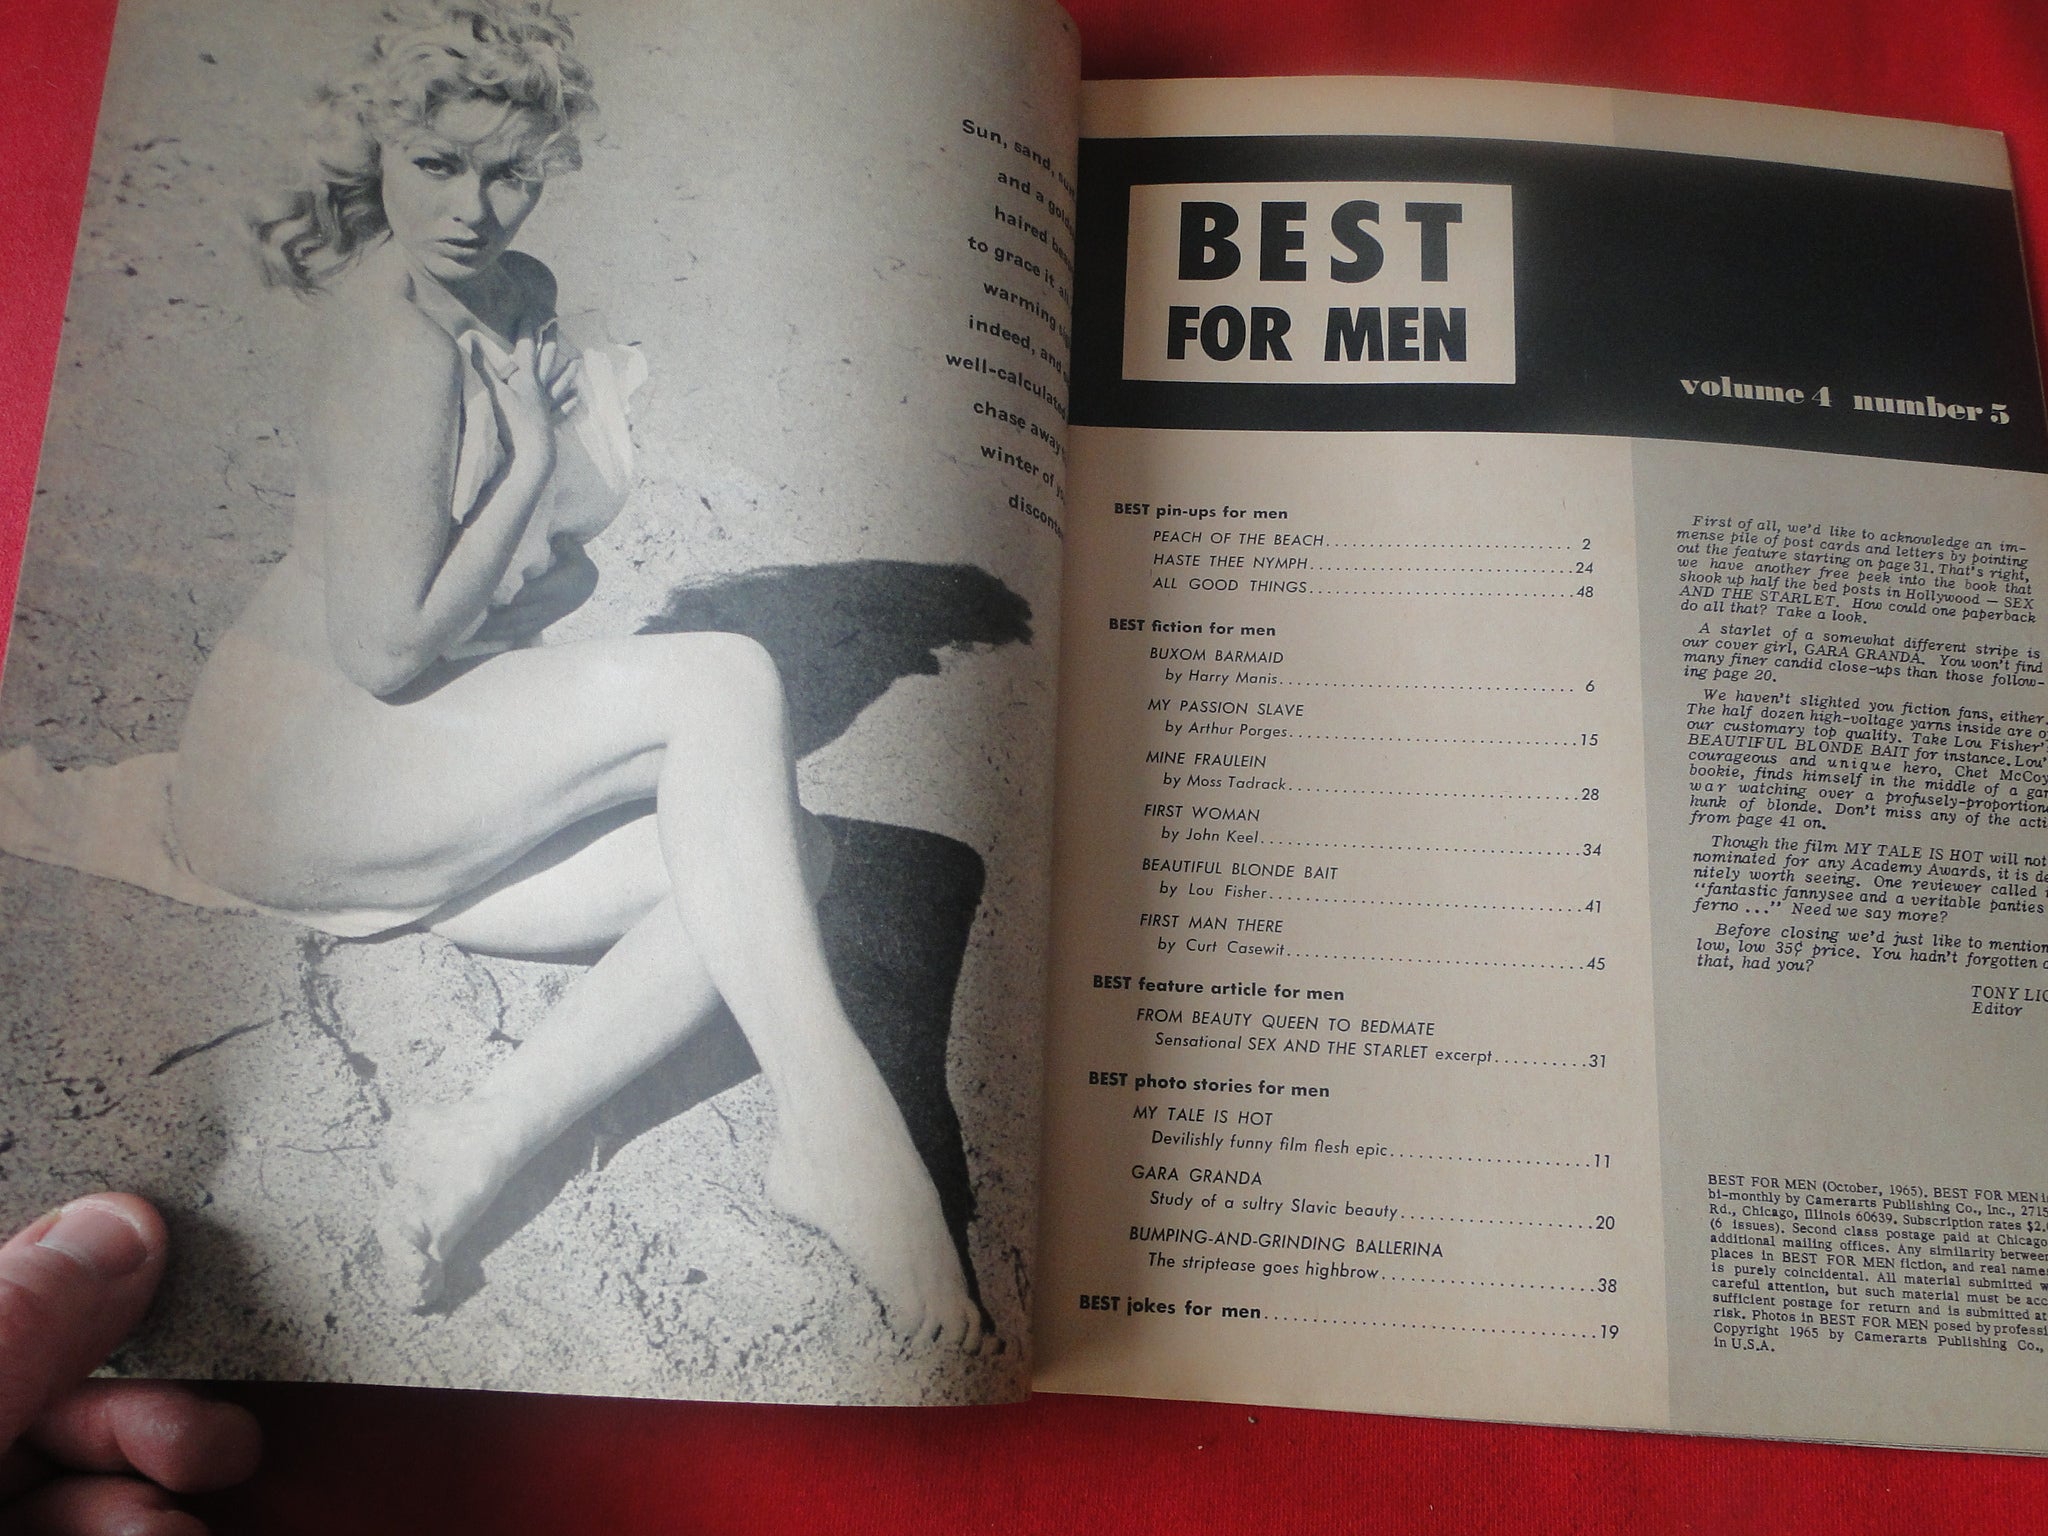 Sun, sand,
and a
haired
to grace it
warming
indeed, and
well-calculated
chase away
winter of
BEST
FOR MEN
volume 4 number 5
BEST pin-ups for men
PEACH OF THE BEACH.......................... 2
HASTE THEE NYMPH............................24
ALL GOOD THINGS............................48
BEST fiction for men
BUXOM BARMAID
by Harry Manis............................ 6
MY PASSION SLAVE
by Arthur Porges............................15
MINE FRAULEIN
by Moss Tadrack............................28
FIRST WOMAN
by John Keel............................34
BEAUTIFUL BLONDE BAIT
by Lou Fisher............................41
FIRST MAN THERE
by Curt Casewit............................45
BEST feature article for men
FROM BEAUTY QUEEN TO BEDMATE
Sensational SEX AND THE STARLET excerpt..........31
BEST photo stories for men
MY TALE IS HOT
Devilishly funny film flesh epic....................11
GARA GRANDA
Study of a sultry Slavic beauty....................20
BUMPING-AND-GRINDING BALLERINA
The striptease goes highbrow....................38
BEST jokes for men..............................19
First of all, we'd like to acknowledge an im-
mense pile of post cards and letters by pointing
out the feature starting on page 31. That's right,
we have another free peek into the book that
shook up half the bed posts in Hollywood — SEX
AND THE STARLET. How could one paperback
do all that? Take a look.
A starlet of a somewhat different stripe is
our cover girl, GARA GRANDA. You won't find
many finer candid close-ups than those follow-
ing page 20.
We haven't slighted you fiction fans, either.
The half dozen high-voltage yarns inside are
our customary top quality. Take Lou Fisher's
BEAUTIFUL BLONDE BAIT for instance. Lou'
courageous and unique hero, Chet McCoy
bookie, finds himself in the middle of a
war watching over a profusely-proportion
hunk of blonde. Don't miss any of the
from page 41 on.
Though the film MY TALE IS HOT will not
nominated for any Academy Awards, it is de
nitely worth seeing. One reviewer called
"fantastic fannysee and a veritable panties
ferno ..." Need we say more?
Before closing we'd just like to mention
low, low 35¢ price. You hadn't forgotten
that, had you?
TONY
Editor
BEST FOR MEN (October, 1965). BEST FOR MEN
bi-monthly by Camerarts Publishing Co., Inc., 2715
Rd., Chicago, Illinois 60639. Subscription rates
(6 issues). Second class postage paid at Chicago
additional mailing offices. Any similarity between
places in BEST FOR MEN fiction, and real name
is purely coincidental. All material submitted
careful attention, but such material must be acc
sufficient postage for return and is submitted at
risk. Photos in BEST FOR MEN posed by professi
Copyright 1965 by Camerarts Publishing Co.,
in U.S.A.